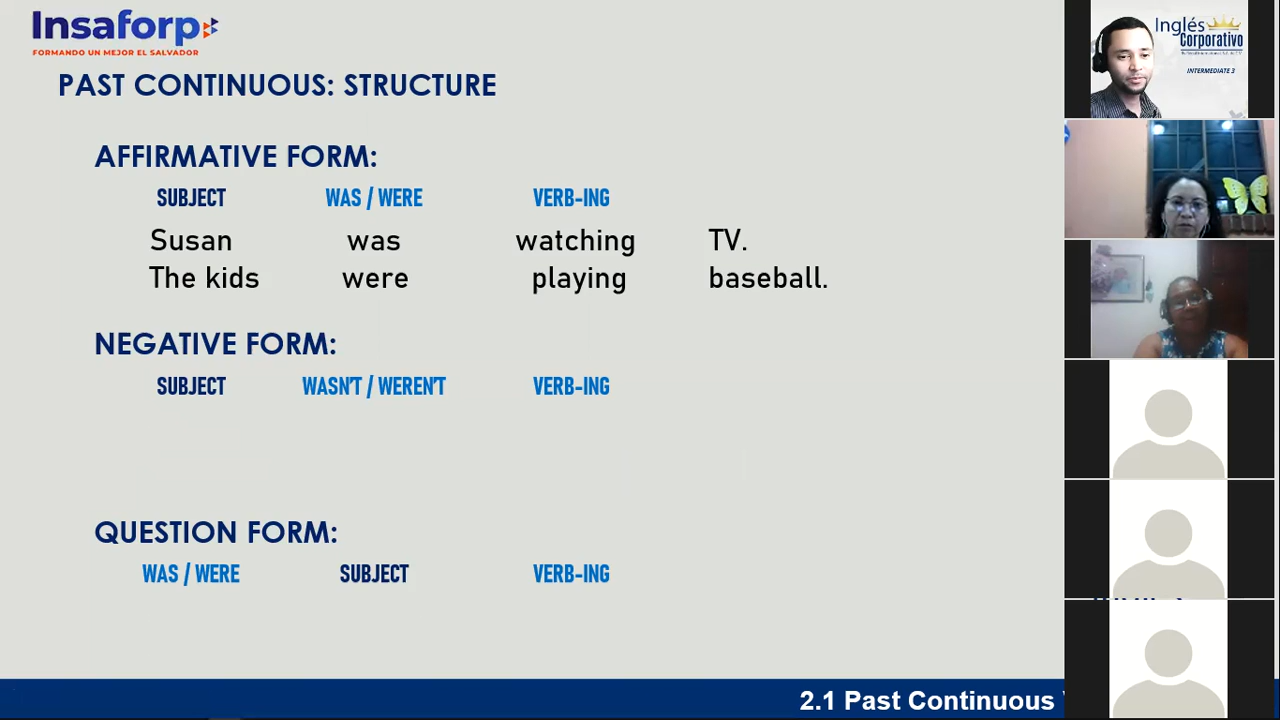 Insaforp
FORMANDO UN MEJOR EL SALVADOR
PAST CONTINUOUS: STRUCTURE
AFFIRMATIVE FORM:
SUBJECT WAS / WERE VERB-ING
Susan was watching TV.
The kids were playing baseball.
NEGATIVE FORM:
SUBJECT WASN'T / WEREN'T VERB-ING
QUESTION FORM:
WAS / WERE SUBJECT VERB-ING
2.1 Past Continuous
Inglés
Corporativo
INTERMEDIATE 3